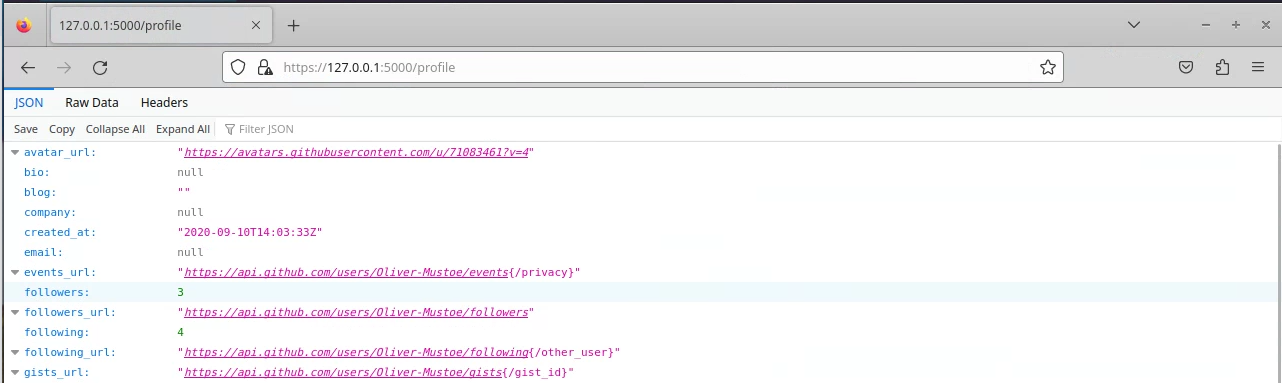 127.0.0.1:5000/profile
https://127.0.0.1:5000/profile
JSON Raw Data Headers
Save Copy Collapse All Expand All Filter JSON
avatar_url: "https://avatars.githubusercontent.com/u/71083461?v=4"
bio: null
blog: ""
company: null
created_at: "2020-09-10T14:03:33Z"
email: null
events_url: "https://api.github.com/users/Oliver-Mustoe/events{/privacy}"
followers: 3
followers_url: "https://api.github.com/users/Oliver-Mustoe/followers"
following: 4
following_url: "https://api.github.com/users/Oliver-Mustoe/following{/other_user}"
gists_url: "https://api.github.com/users/Oliver-Mustoe/gists{/gist_id}"